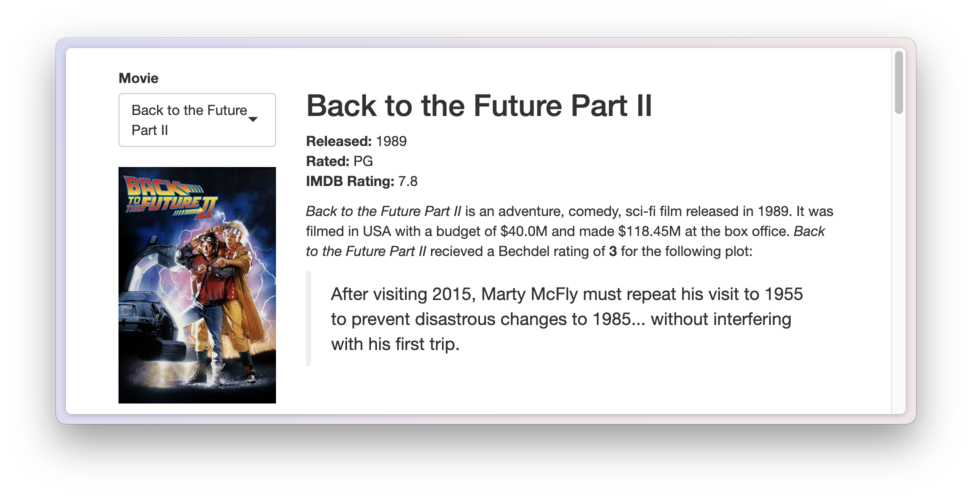 Movie
Back to the Future
Part II
BACK
TO THE
FUTURE II
Back to the Future Part II
Released: 1989
Rated: PG
IMDB Rating: 7.8
Back to the Future Part II is an adventure, comedy, sci-fi film released in 1989. It was
filmed in USA with a budget of $40.0M and made $118.45M at the box office. Back
to the Future Part II recieved a Bechdel rating of 3 for the following plot:
After visiting 2015, Marty McFly must repeat his visit to 1955
to prevent disastrous changes to 1985... without interfering
with his first trip.